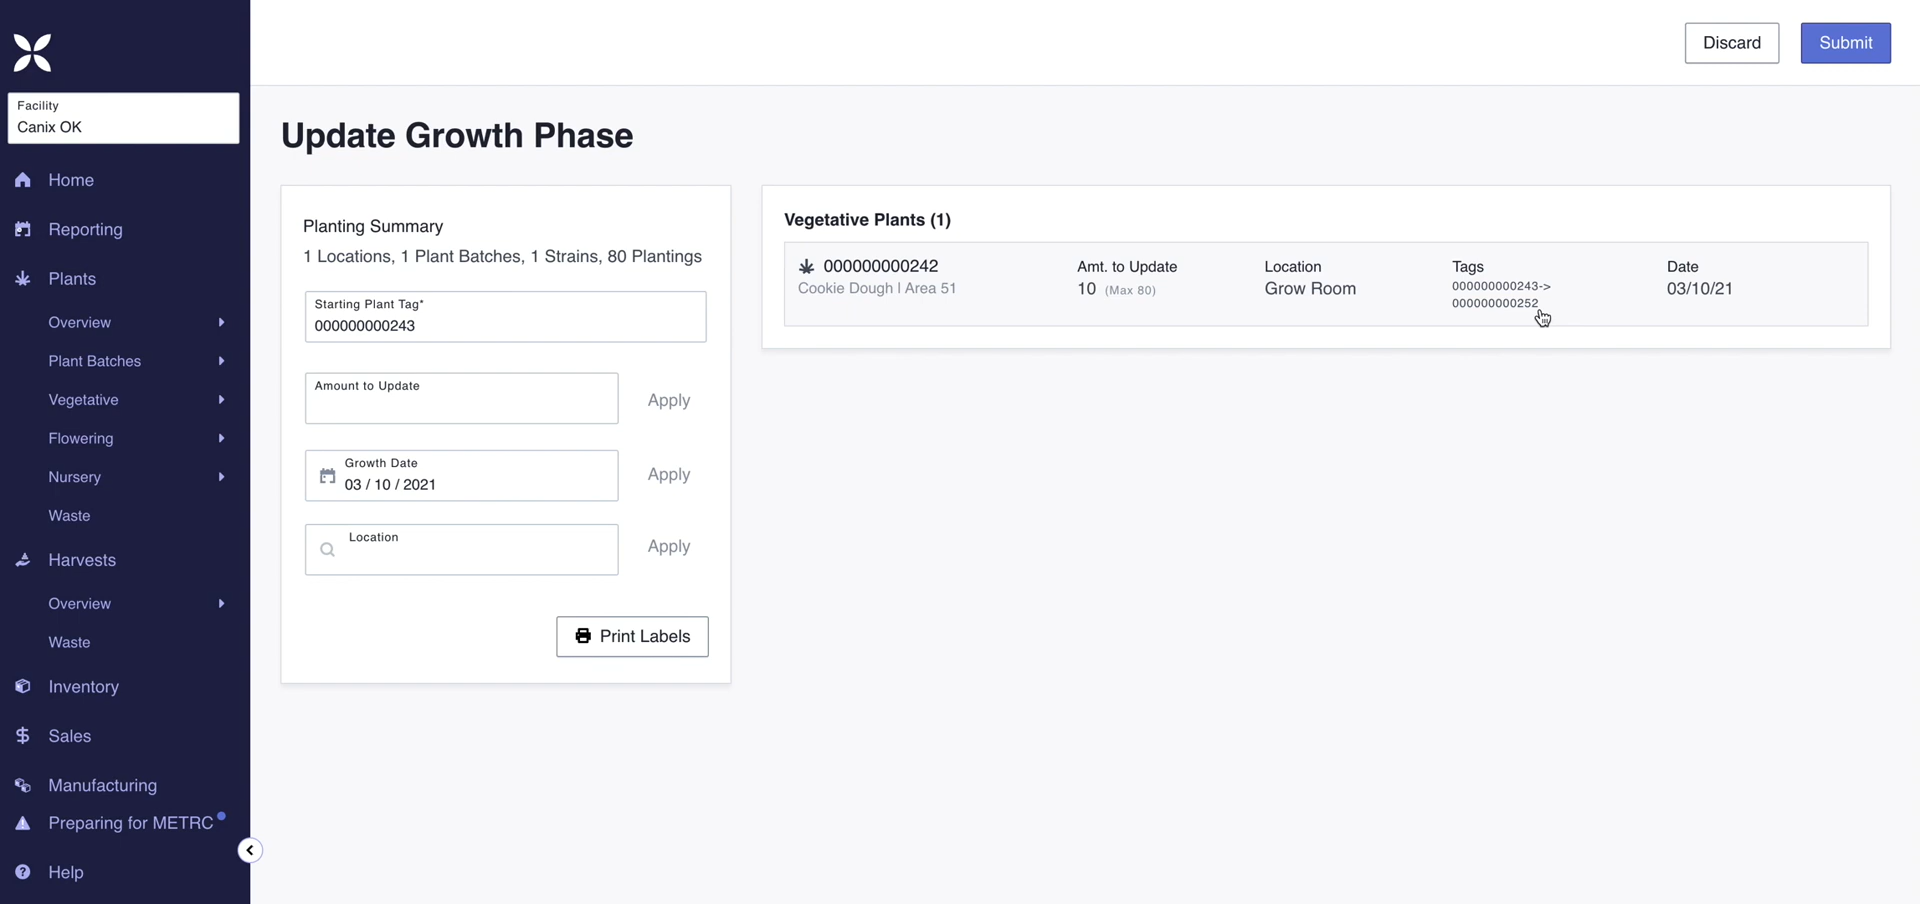 Discard
Submit
Facility
Canix OK
Home
Reporting
Plants
Overview
Plant Batches
Vegetative
Flowering
Nursery
Waste
Harvests
Overview
Waste
Inventory
Sales
Manufacturing
Preparing for METRC
Help
Update Growth Phase
Planting Summary
1 Locations, 1 Plant Batches, 1 Strains, 80 Plantings
Starting Plant Tag*
000000000243
Amount to Update
Apply
Growth Date
03 / 10 / 2021
Apply
Location
Apply
Print Labels
Vegetative Plants (1)
000000000242
Cookie Dough | Area 51
Amt. to Update
10 (Max 80)
Location
Grow Room
Tags
000000000243->
000000000252
Date
03/10/21